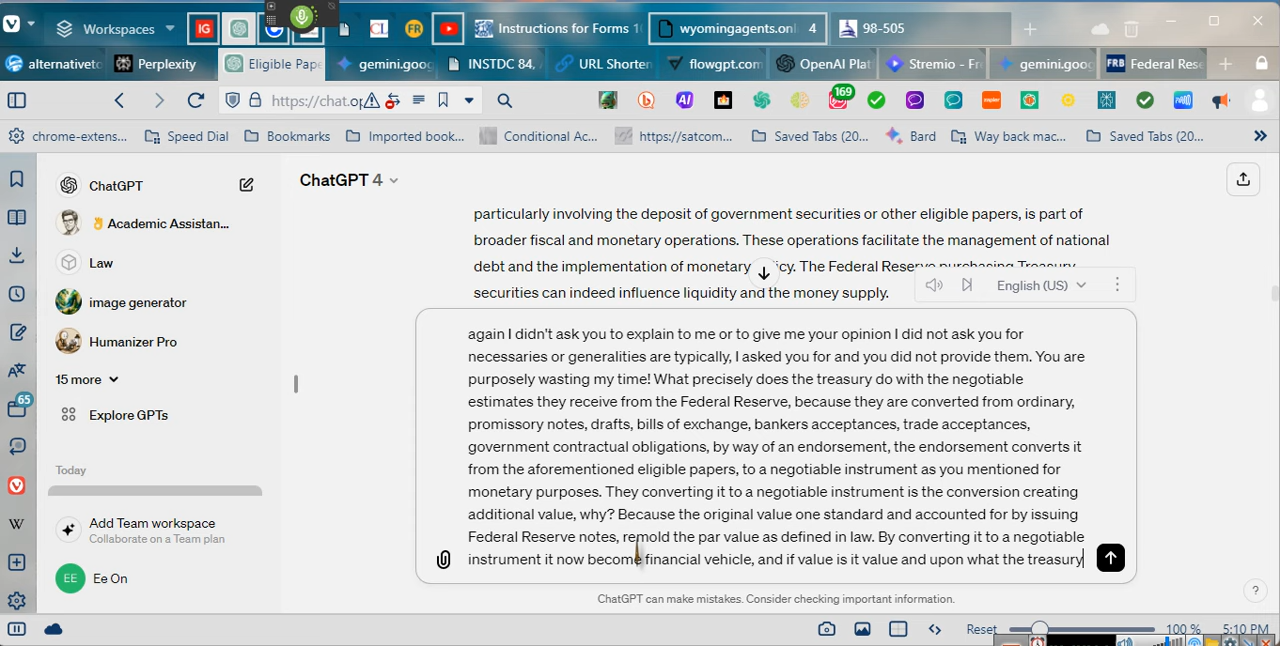 Workspaces
IG
CL
FR
Instructions for Forms 1
wyomingagents.onl 4
98-505
alternativeto
Perplexity
Eligible Pape
gemini.goog
INSTDC 84,
URL Shorten
flowgpt.com
OpenAI Plat
Stremio - Fr
gemini.goog
FRB Federal Rese
https://chat.op
169
chrome-extens...
Speed Dial
Bookmarks
Imported book...
Conditional Ac...
https://satcom...
Saved Tabs (20...
Bard
Way back mac...
Saved Tabs (20...
ChatGPT
Academic Assistan...
Law
image generator
Humanizer Pro
15 more
Explore GPTs
Today
Add Team workspace
Collaborate on a Team plan
EE Ee On
65
W
ChatGPT 4
particularly involving the deposit of government securities or other eligible papers, is part of
broader fiscal and monetary operations. These operations facilitate the management of national
debt and the implementation of monetary policy. The Federal Reserve purchasing Treasury
securities can indeed influence liquidity and the money supply.
English (US)
again I didn't ask you to explain to me or to give me your opinion I did not ask you for
necessaries or generalities are typically, I asked you for and you did not provide them. You are
purposely wasting my time! What precisely does the treasury do with the negotiable
estimates they receive from the Federal Reserve, because they are converted from ordinary,
promissory notes, drafts, bills of exchange, bankers acceptances, trade acceptances,
government contractual obligations, by way of an endorsement, the endorsement converts it
from the aforementioned eligible papers, to a negotiable instrument as you mentioned for
monetary purposes. They converting it to a negotiable instrument is the conversion creating
additional value, why? Because the original value one standard and accounted for by issuing
Federal Reserve notes, remold the par value as defined in law. By converting it to a negotiable
instrument it now become financial vehicle, and if value is it value and upon what the treasury
ChatGPT can make mistakes. Consider checking important information.
?
Reset
100 %
5:10 PM